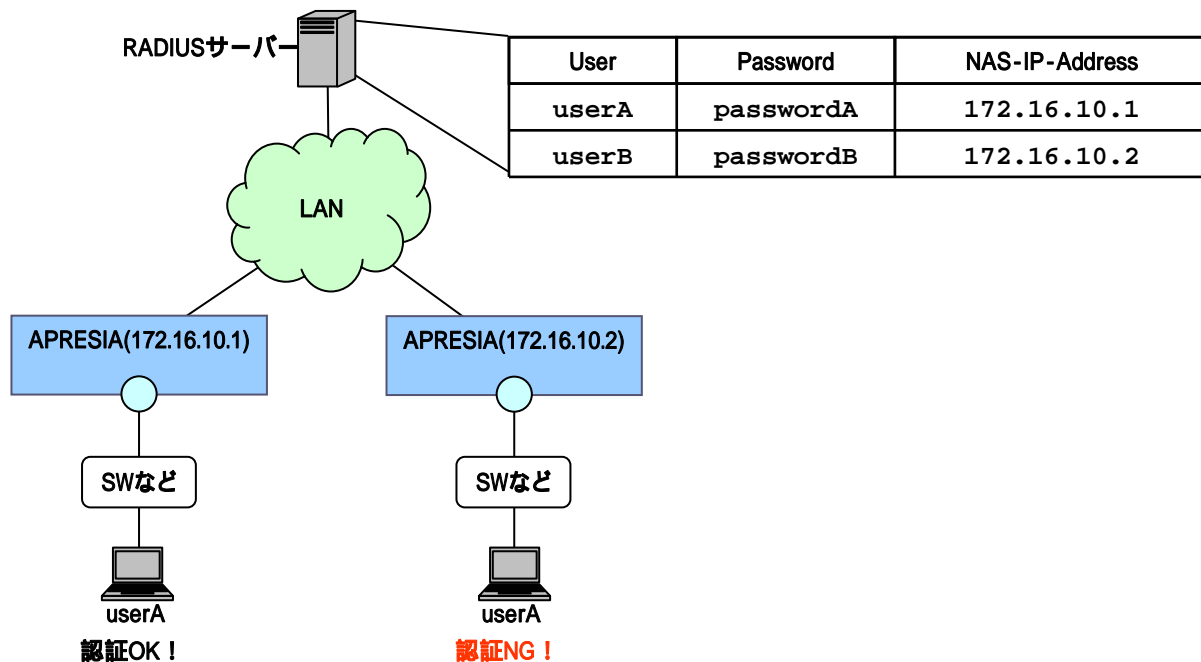 RADIUSサーバー
User Password NAS-IP-Address
userA passwordA 172.16.10.1
userB passwordB 172.16.10.2
LAN
APRESIA(172.16.10.1)
APRESIA(172.16.10.2)
SWなど
SWなど
userA
userA
認証OK！
認証NG！